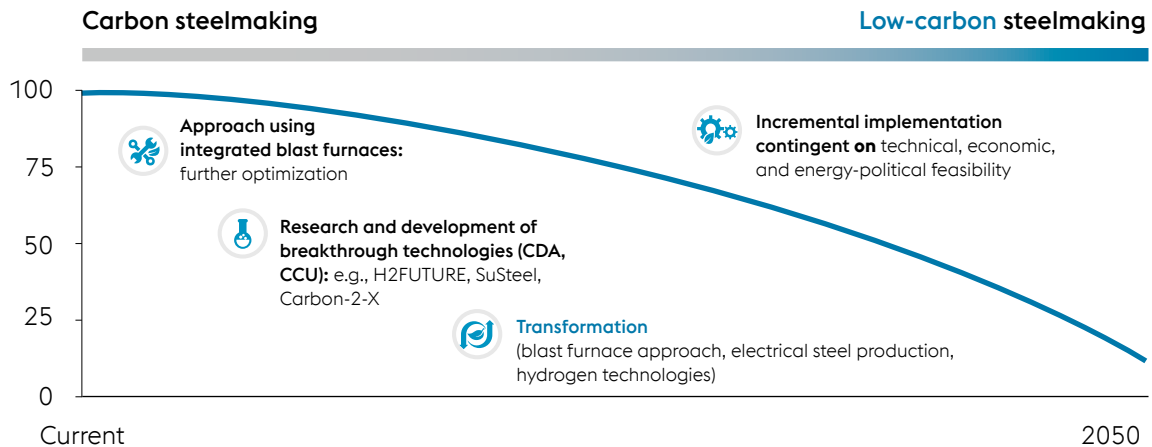 Carbon steelmaking
Low-carbon steelmaking
100
75
50
25
0
Approach using
integrated blast furnaces:
further optimization
Incremental implementation
contingent on technical, economic,
and energy-political feasibility
Research and development of
breakthrough technologies (CDA,
CCU): e.g., H2FUTURE, SuSteel,
Carbon-2-X
Transformation
(blast furnace approach, electrical steel production,
hydrogen technologies)
Current
2050